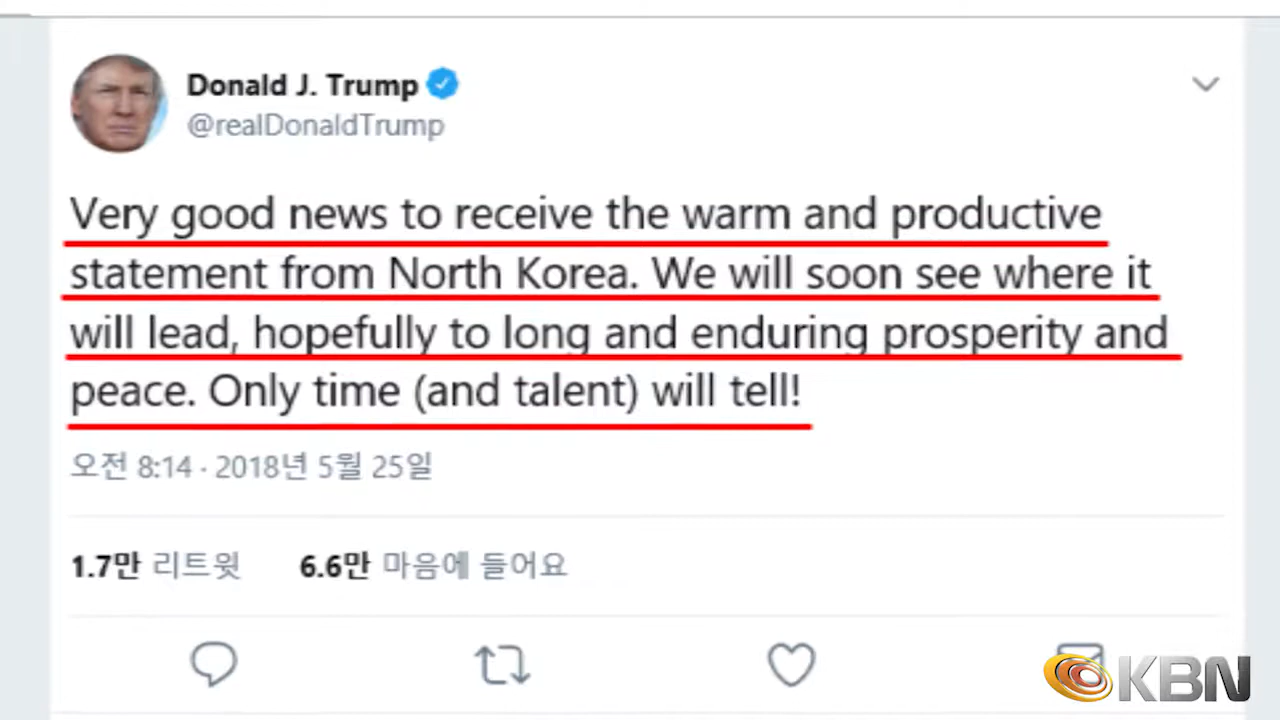 Donald J. Trump
@realDonaldTrump
Very good news to receive the warm and productive
statement from North Korea. We will soon see where it
will lead, hopefully to long and enduring prosperity and
peace. Only time (and talent) will tell!
오전 8:14 · 2018년 5월 25일
1.7만 리트윗 6.6만 마음에 들어요
KBN